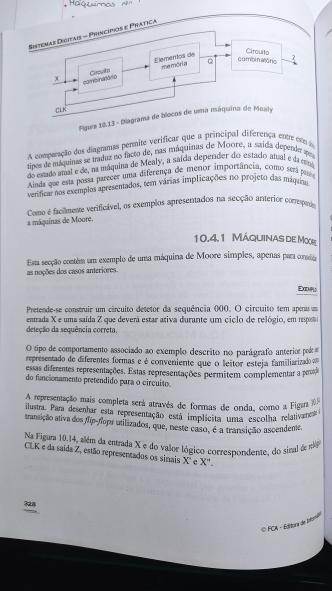 Máquinas
SISTEMAS DIGITAIS – PRINCÍPIOS E PRÁTICA
X
Circuito
combinatório
Elementos de
memória
Q
Circuito
combinatório
Z
CLK
Figura 10.13 - Diagrama de blocos de uma máquina de Mealy
A comparação dos diagramas permite verificar que a principal diferença entre estes dois
tipos de máquinas se traduz no facto de, nas máquinas de Moore, a saída depender apenas
do estado atual e de, na máquina de Mealy, a saída depender do estado atual e da entrada.
Ainda que esta possa parecer uma diferença de menor importância, como será possível
verificar nos exemplos apresentados, tem várias implicações no projeto das máquinas.
Como é facilmente verificável, os exemplos apresentados na secção anterior correspondem
a máquinas de Moore.
10.4.1 MÁQUINAS DE MOORE
Esta secção contém um exemplo de uma máquina de Moore simples, apenas para consolidar
as noções dos casos anteriores.
EXEMPLO
Pretende-se construir um circuito detetor da sequência 000. O circuito tem apenas uma
entrada X e uma saída Z que deverá estar ativa durante um ciclo de relógio, em resposta à
deteção da sequência correta.
O tipo de comportamento associado ao exemplo descrito no parágrafo anterior pode ser
representado de diferentes formas e é conveniente que o leitor esteja familiarizado com
essas diferentes representações. Estas representações permitem complementar a perceção
do funcionamento pretendido para o circuito.
A representação mais completa será através de formas de onda, como a Figura 10.14
ilustra. Para desenhar esta representação está implícita uma escolha relativamente à
transição ativa dos flip-flops utilizados, que, neste caso, é a transição ascendente.
Na Figura 10.14, além da entrada X e do valor lógico correspondente, do sinal de relógio
CLK e da saída Z, estão representados os sinais X' e X".
328
© FCA - Editora de Informática